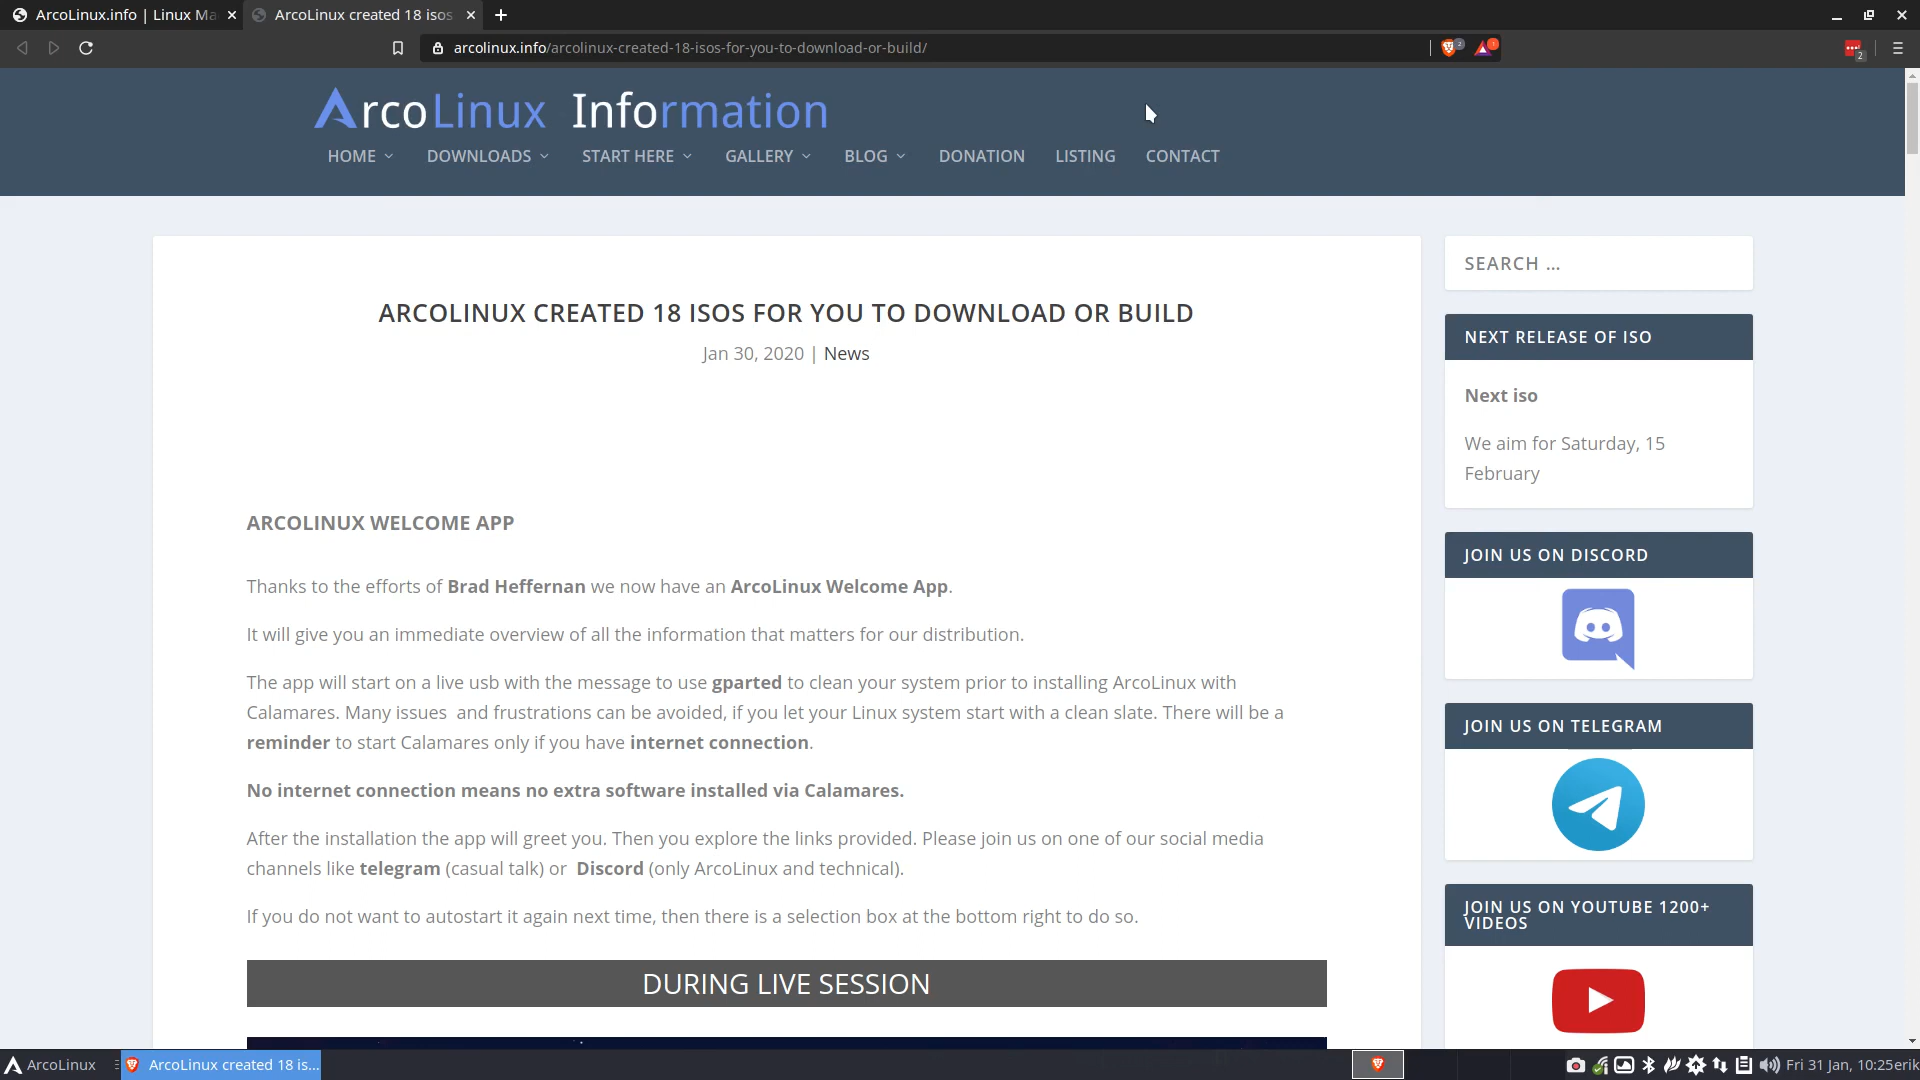 ArcoLinux.info | Linux Ma
ArcoLinux created 18 isos
arcolinux.info/arcolinux-created-18-isos-for-you-to-download-or-build/
2
1
2
ArcoLinux Information
HOME
DOWNLOADS
START HERE
GALLERY
BLOG
DONATION
LISTING
CONTACT
ARCOLINUX CREATED 18 ISOS FOR YOU TO DOWNLOAD OR BUILD
Jan 30, 2020 | News
ARCOLINUX WELCOME APP
Thanks to the efforts of Brad Heffernan we now have an ArcoLinux Welcome App.
It will give you an immediate overview of all the information that matters for our distribution.
The app will start on a live usb with the message to use gparted to clean your system prior to installing ArcoLinux with
Calamares. Many issues  and frustrations can be avoided, if you let your Linux system start with a clean slate. There will be a
reminder to start Calamares only if you have internet connection.
No internet connection means no extra software installed via Calamares.
After the installation the app will greet you. Then you explore the links provided. Please join us on one of our social media
channels like telegram (casual talk) or  Discord (only ArcoLinux and technical).
If you do not want to autostart it again next time, then there is a selection box at the bottom right to do so.
DURING LIVE SESSION
SEARCH ...
NEXT RELEASE OF ISO
Next iso
We aim for Saturday, 15
February
JOIN US ON DISCORD
JOIN US ON TELEGRAM
JOIN US ON YOUTUBE 1200+
VIDEOS
ArcoLinux
ArcoLinux created 18 is...
Fri 31 Jan, 10:25
erik